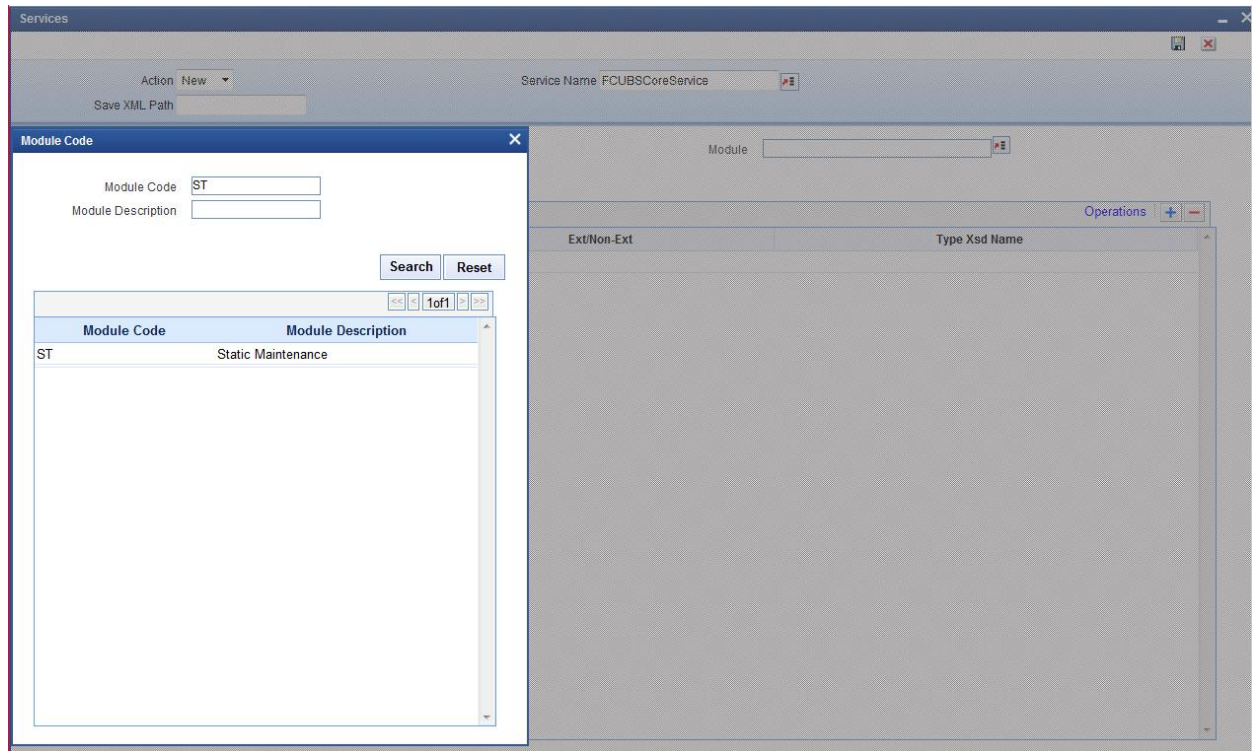 Services
Action New
Service Name FCUBSCoreService
Save XML Path
Module Code
Module Code ST
Module Description
Search Reset
<< < 1of1 > >>
Module Code Module Description
ST Static Maintenance
Module
Operations + −
Ext/Non-Ext Type Xsd Name